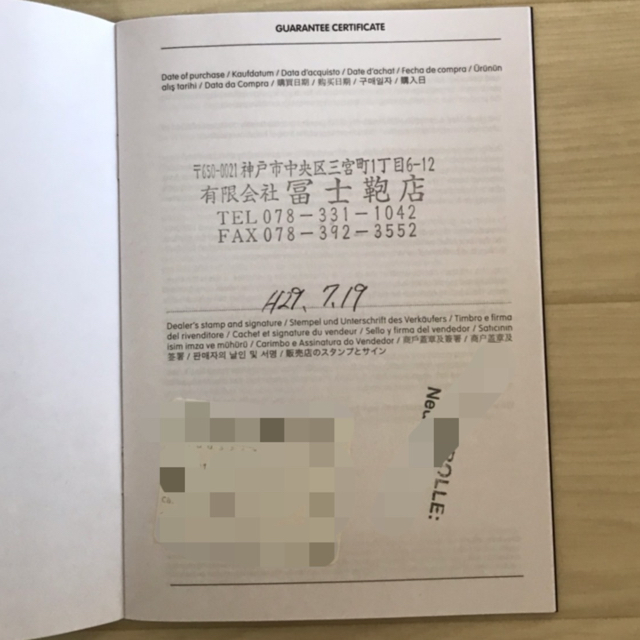 GUARANTEE CERTIFICATE
Date of purchase / Kaufdatum / Data d'acquisto / Date d'achat / Fecha de compra / Ürünün
alış tarihi / Data da Compra / 購買日期 / 购买日期 / 구매일자 / 購入日
〒650-0021 神戸市中央区三宮町1丁目6-12
有限会社 冨士鞄店
TEL 078-331-1042
FAX 078-392-3552
H29. 7.19
Dealer's stamp and signature / Stempel und Unterschrift des Verkäufers / Timbro e firma
del rivenditore / Cachet et signature du vendeur / Sello y firma del vendedor / Satıcının
isim imza ve mührü / Carimbo e Assinatura do Vendedor / 商戶蓋章及簽署 / 商户盖章及
签署 / 판매자의 날인 및 서명 / 販売店のスタンプとサイン
OLLE: